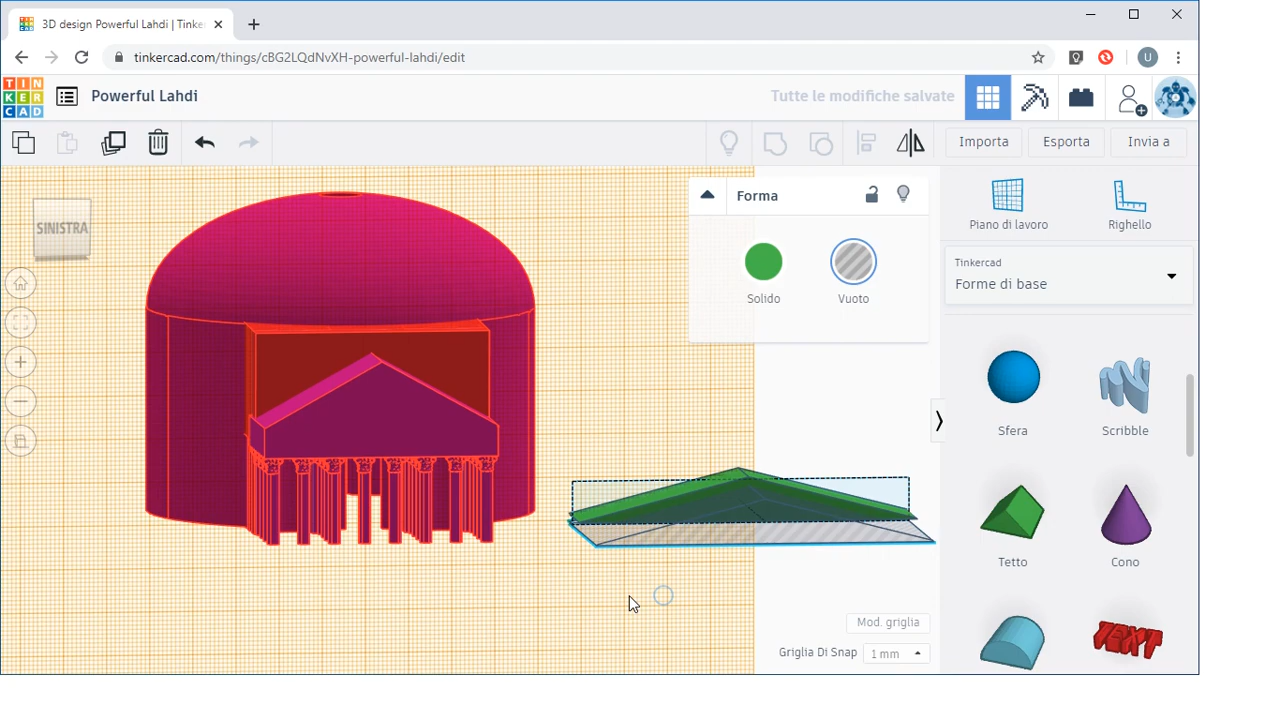 3D design Powerful Lahdi | Tinke
tinkercad.com/things/cBG2LQdNvXH-powerful-lahdi/edit
U
TIN
KER
CAD
Powerful Lahdi
Tutte le modifiche salvate
Importa
Esporta
Invia a
SINISTRA
Forma
Solido
Vuoto
Piano di lavoro
Righello
Tinkercad
Forme di base
Sfera
Scribble
Tetto
Cono
TEXT
Mod. griglia
Griglia Di Snap
1 mm